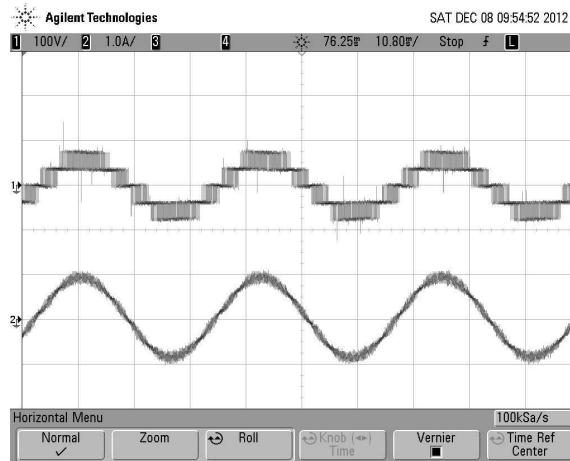 Agilent Technologies SAT DEC 08 09:54:52 2012
1 100V/ 2 1.0A/ 3 4 76.25ms 10.80ms/ Stop L
1
2
Horizontal Menu 100kSa/s
Normal Zoom Roll Knob (◄►) Time Vernier Time Ref Center